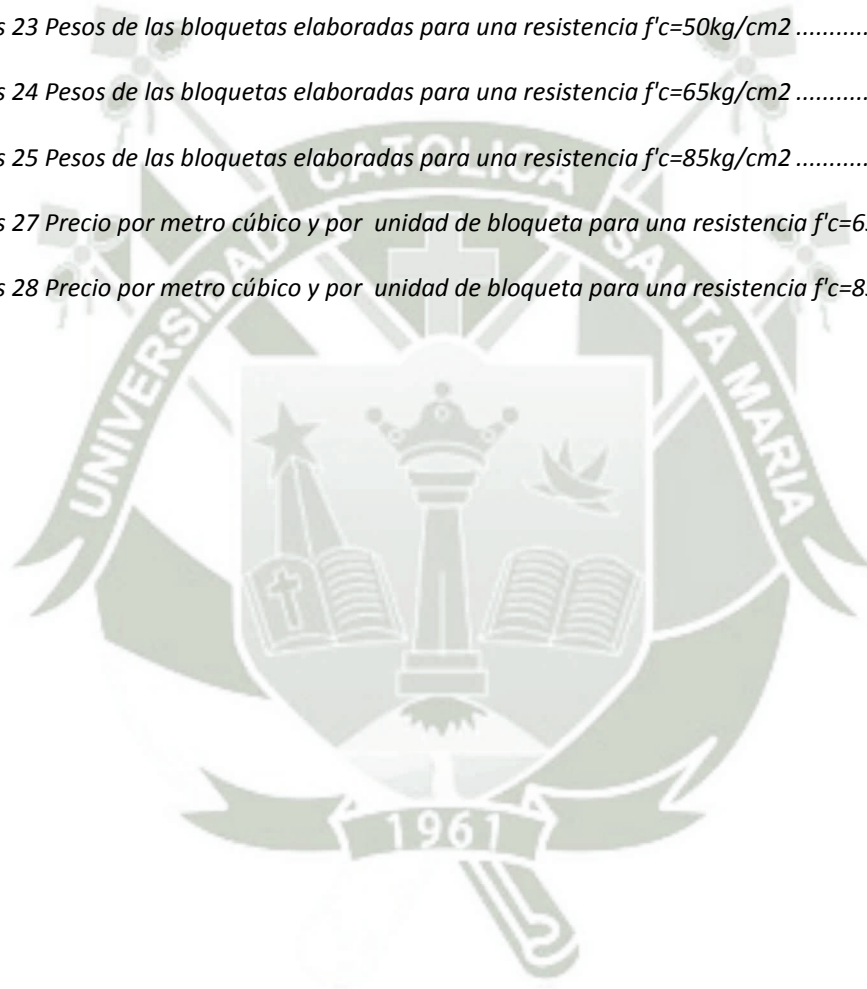 s 23 Pesos de las bloquetas elaboradas para una resistencia f'c=50kg/cm2 ...........
s 24 Pesos de las bloquetas elaboradas para una resistencia f'c=65kg/cm2 ...........
s 25 Pesos de las bloquetas elaboradas para una resistencia f'c=85kg/cm2 ...........
s 27 Precio por metro cúbico y por  unidad de bloqueta para una resistencia f'c=6
s 28 Precio por metro cúbico y por  unidad de bloqueta para una resistencia f'c=8
UNIVERSIDAD CATOLICA SANTA MARIA
1961